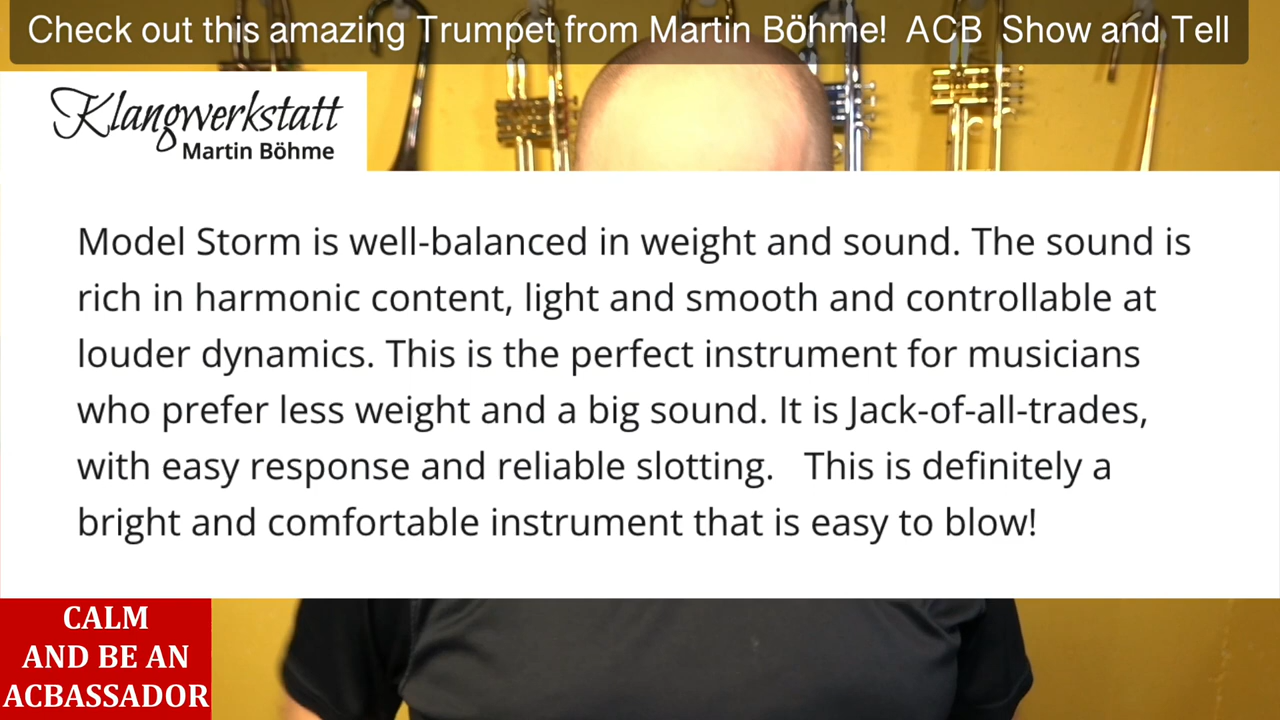 Check out this amazing Trumpet from Martin Böhme! ACB Show and Tell
Klangwerkstatt
Martin Böhme
Model Storm is well-balanced in weight and sound. The sound is
rich in harmonic content, light and smooth and controllable at
louder dynamics. This is the perfect instrument for musicians
who prefer less weight and a big sound. It is Jack-of-all-trades,
with easy response and reliable slotting. This is definitely a
bright and comfortable instrument that is easy to blow!
CALM
AND BE AN
ACBASSADOR